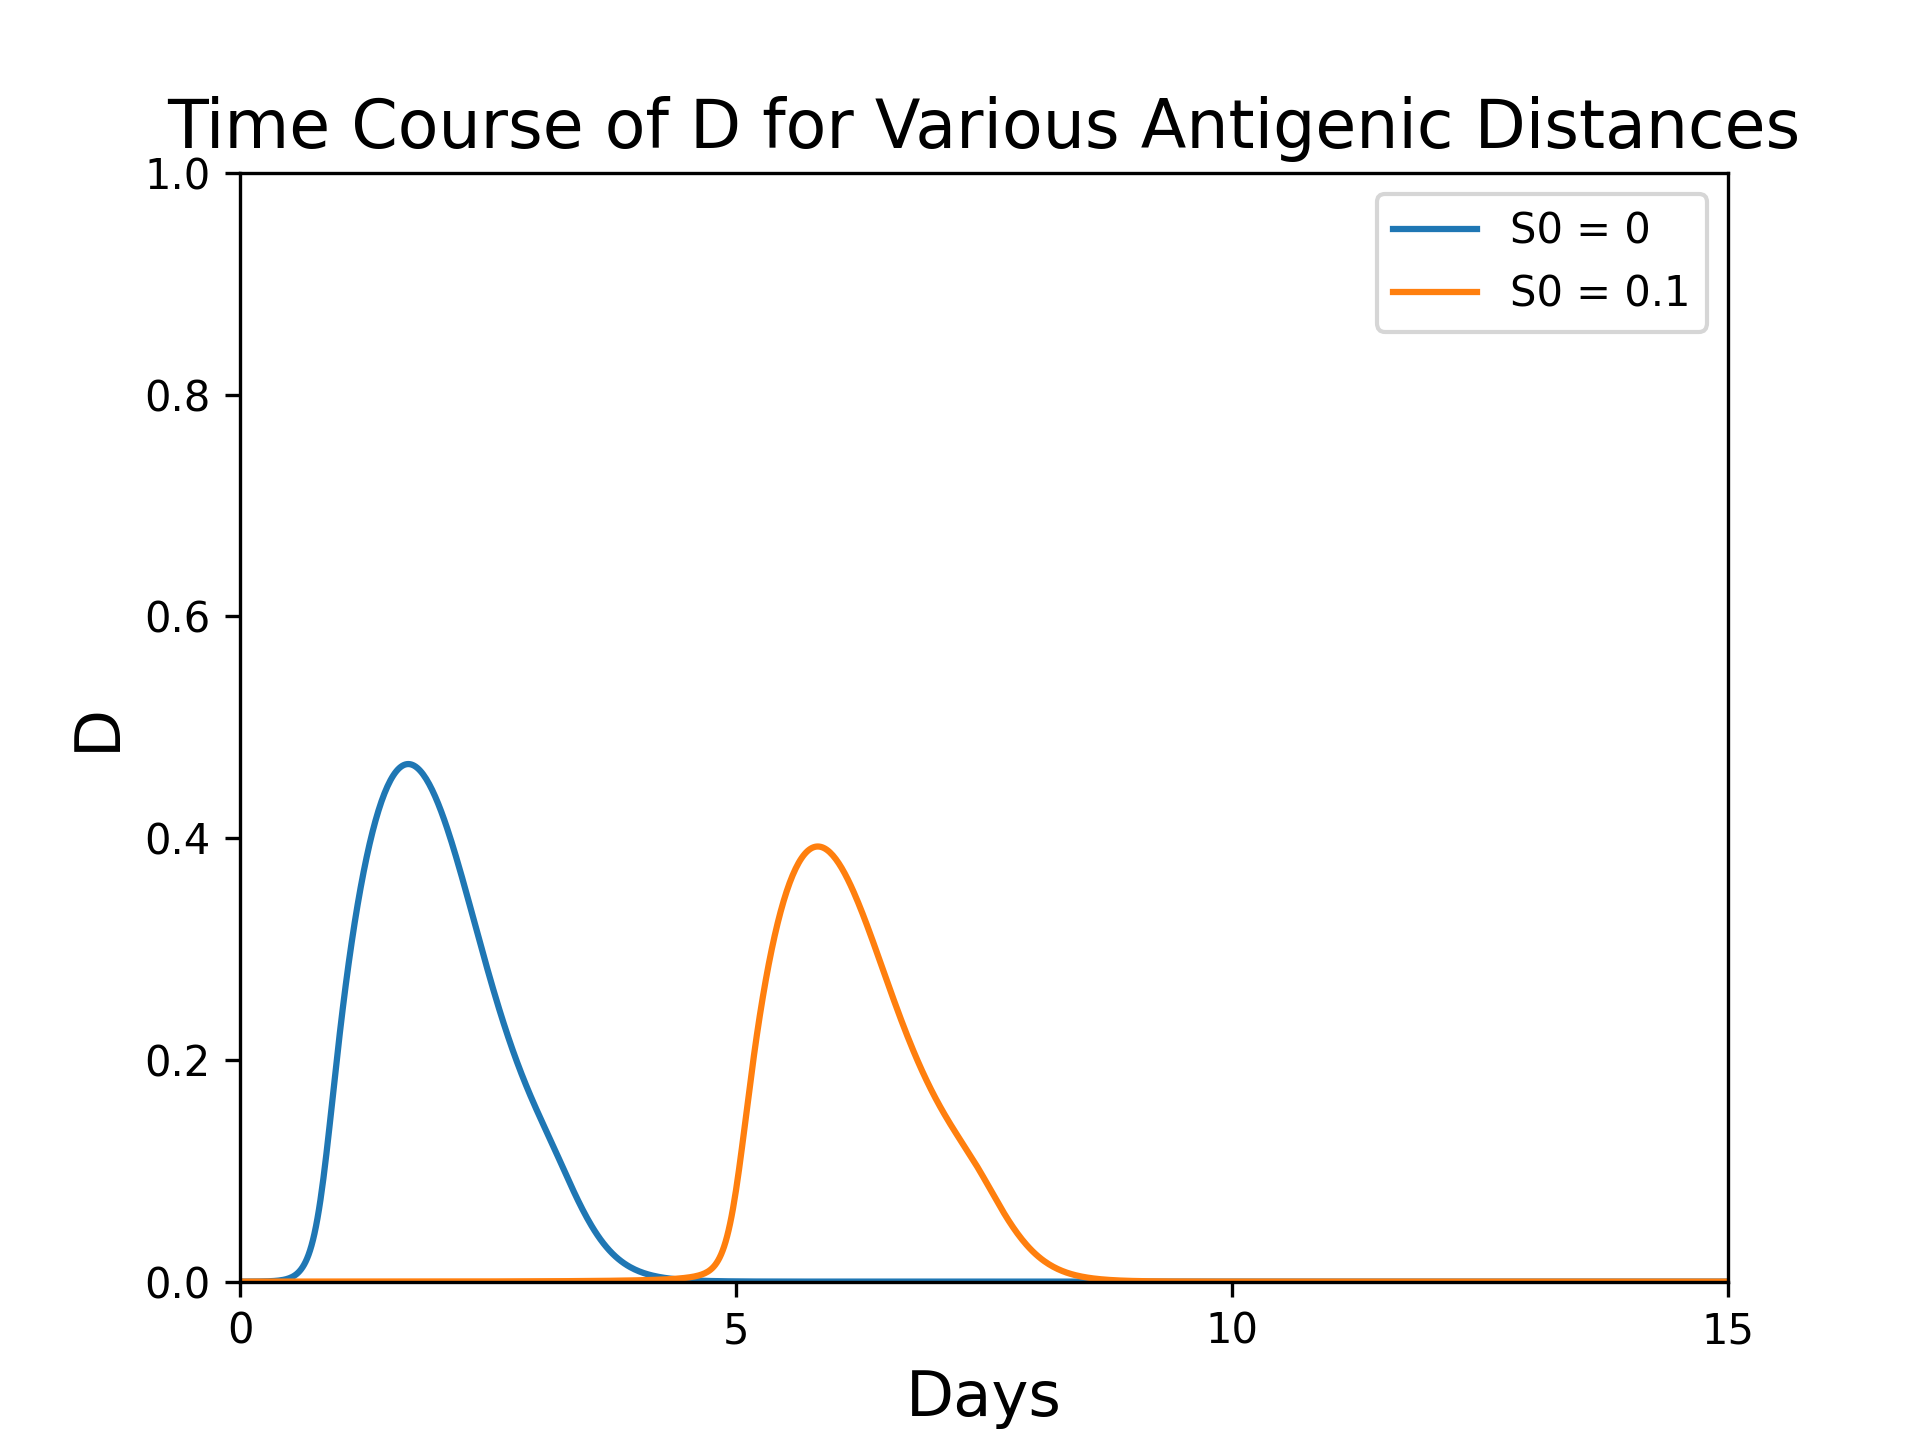 Time Course of D for Various Antigenic Distances
S0 = 0
S0 = 0.1
1.0
0.8
0.6
0.4
0.2
0.0
D
0
5
10
15
Days